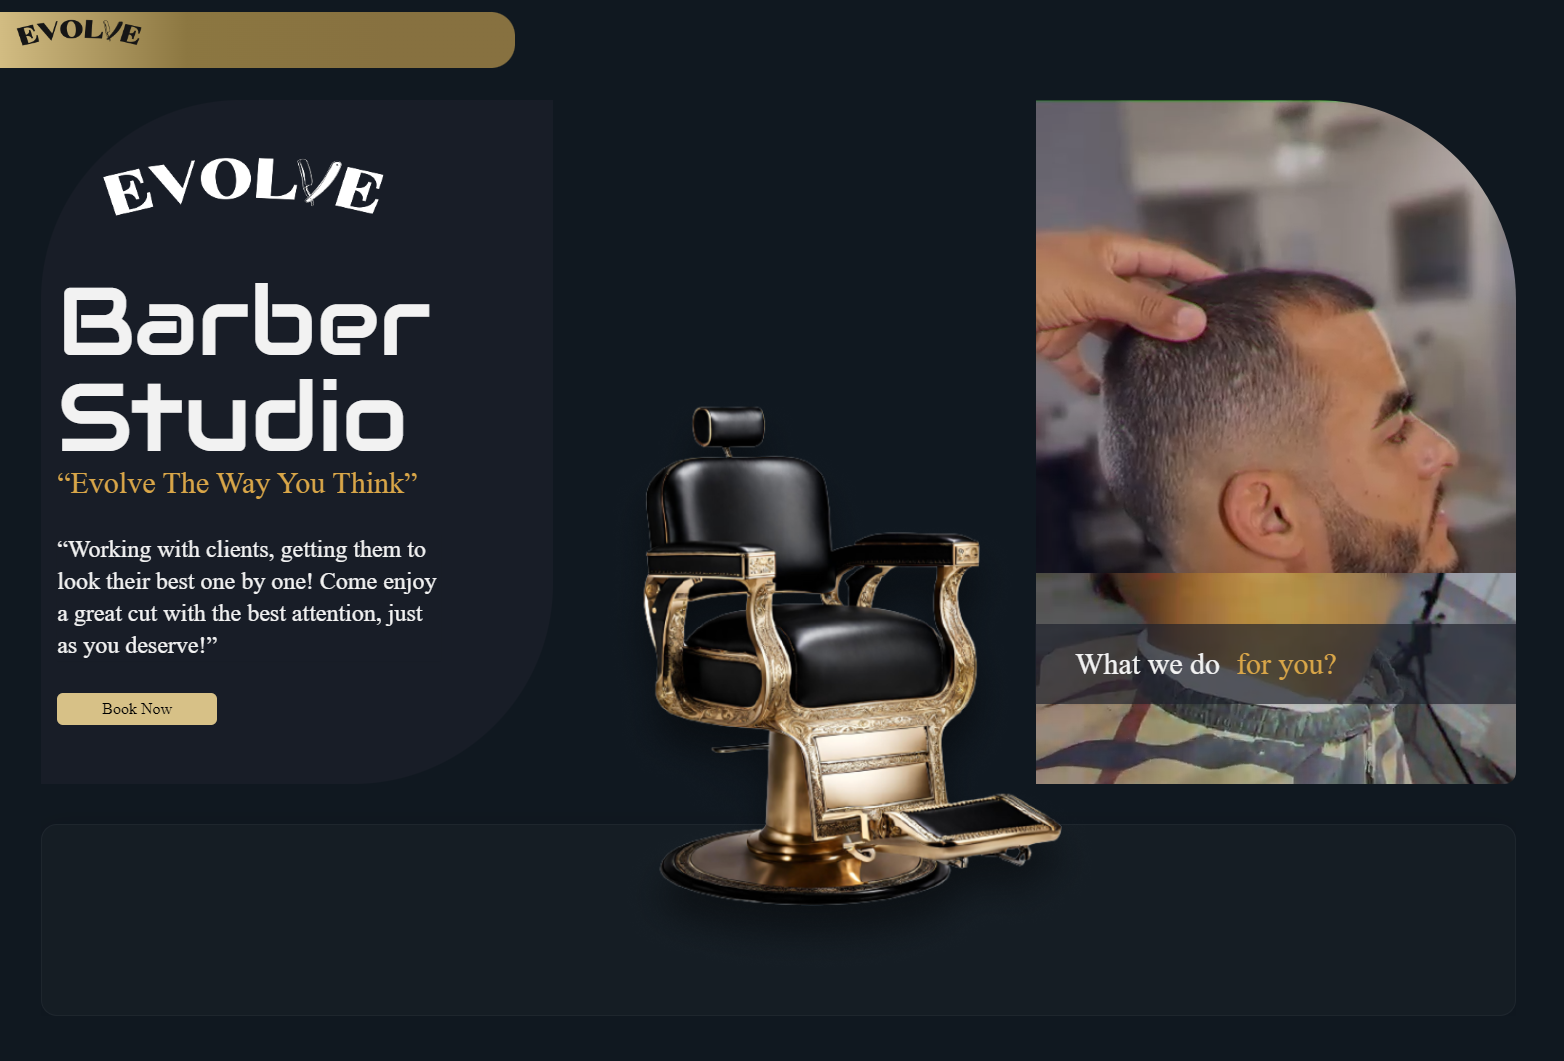 EVOLVE
EVOLVE
Barber
Studio
“Evolve The Way You Think”
“Working with clients, getting them to
look their best one by one! Come enjoy
a great cut with the best attention, just
as you deserve!”
Book Now
What we do for you?